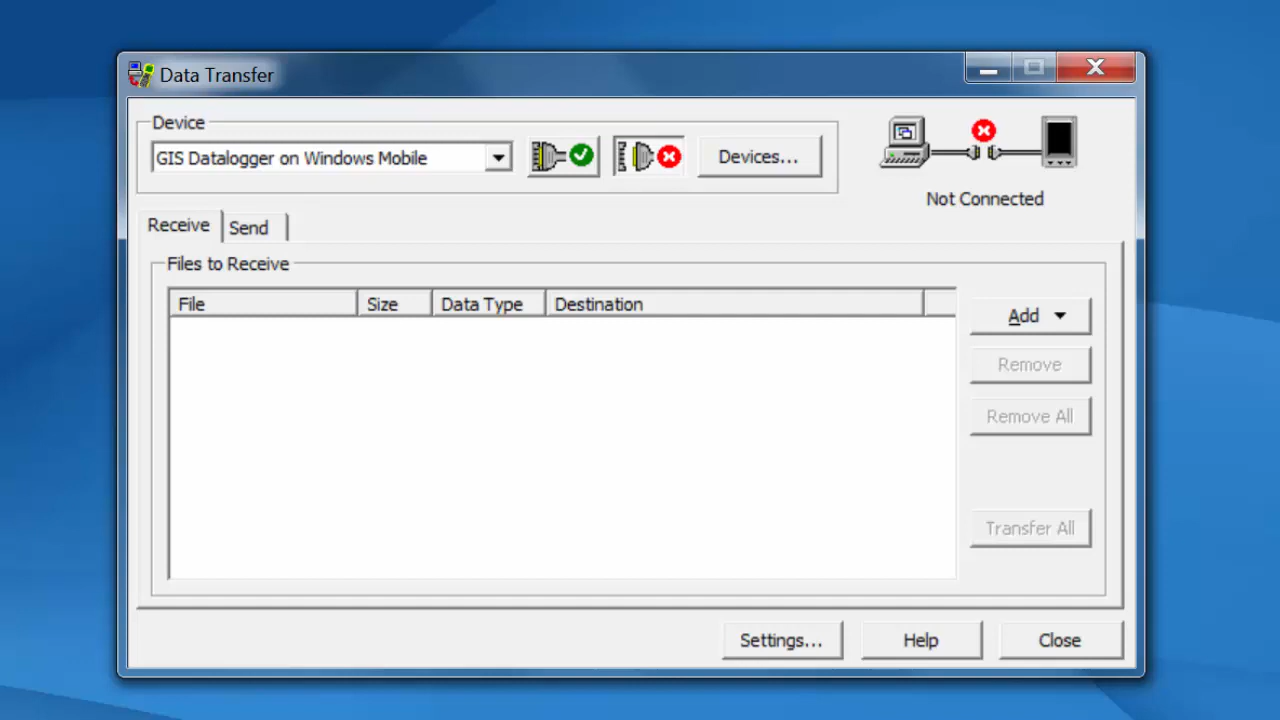 Data Transfer
Device
GIS Datalogger on Windows Mobile
Devices...
Not Connected
Receive
Send
Files to Receive
File
Size
Data Type
Destination
Add
Remove
Remove All
Transfer All
Settings...
Help
Close